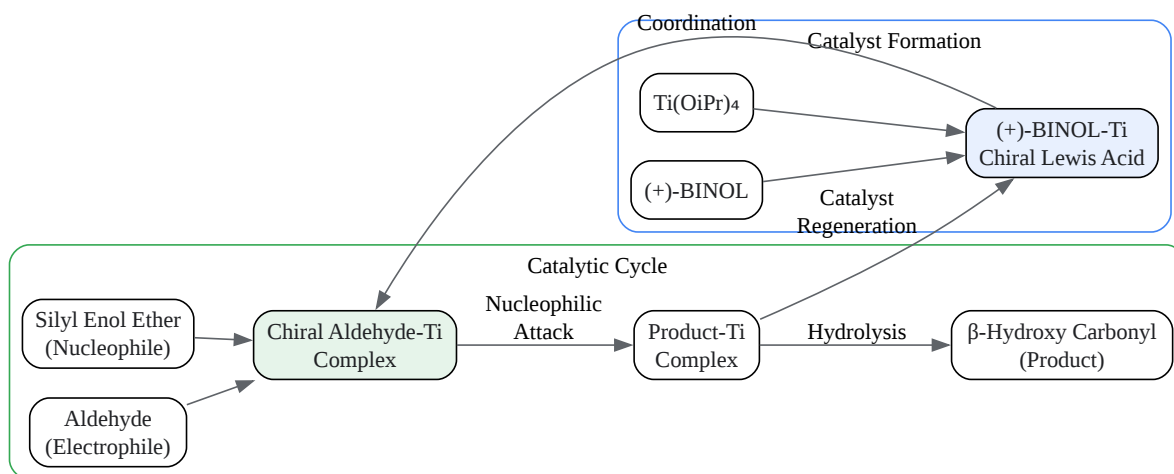 Coordination
Catalyst Formation
Ti(OiPr)₄
(+)-BINOL-Ti
Chiral Lewis Acid
(+)-BINOL
Catalyst
Regeneration
Catalytic Cycle
Silyl Enol Ether
(Nucleophile)
Chiral Aldehyde-Ti
Complex
Nucleophilic
Attack
Product-Ti
Complex
Hydrolysis
β-Hydroxy Carbonyl
(Product)
Aldehyde
(Electrophile)